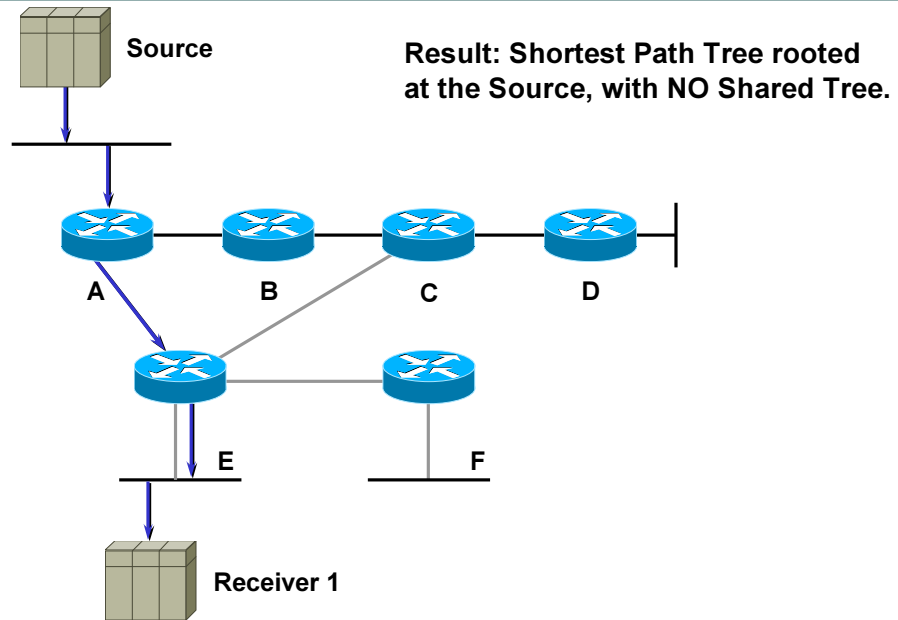 Source
Result: Shortest Path Tree rooted
at the Source, with NO Shared Tree.
A
B
C
D
E
F
Receiver 1